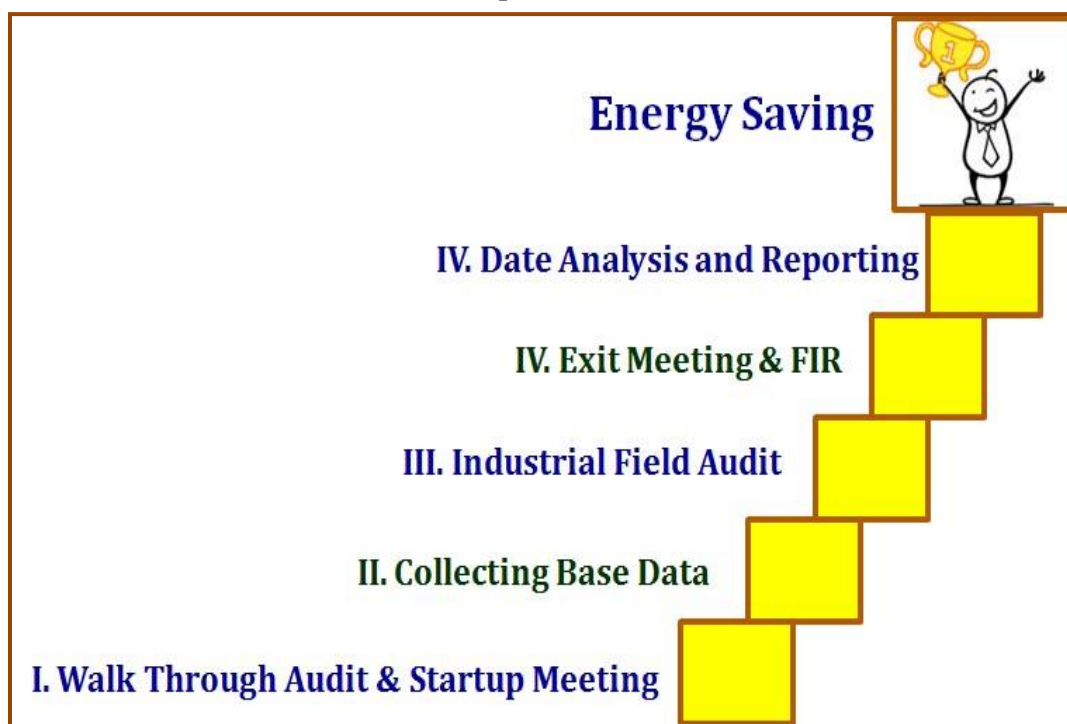 1
Energy Saving
IV. Date Analysis and Reporting
IV. Exit Meeting & FIR
III. Industrial Field Audit
II. Collecting Base Data
I. Walk Through Audit & Startup Meeting